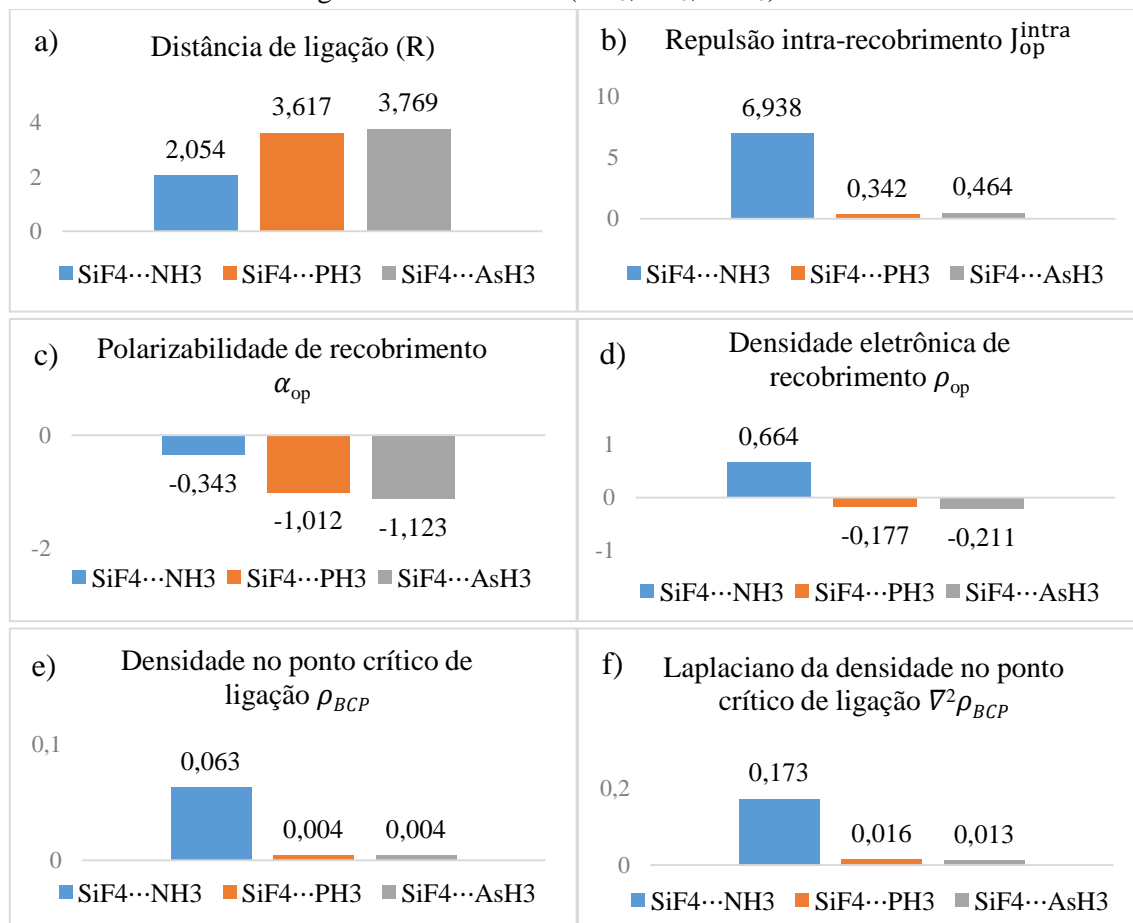 a)
Distância de ligação (R)
4
2
0
2,054
3,617
3,769
SiF4···NH3 SiF4···PH3 SiF4···AsH3
b)
Repulsão intra-recobrimento J_op^intra
10
5
0
6,938
0,342
0,464
SiF4···NH3 SiF4···PH3 SiF4···AsH3
c)
Polarizabilidade de recobrimento
α_op
0
-2
-0,343
-1,012
-1,123
SiF4···NH3 SiF4···PH3 SiF4···AsH3
d)
Densidade eletrônica de
recobrimento ρ_op
1
0
-1
0,664
-0,177
-0,211
SiF4···NH3 SiF4···PH3 SiF4···AsH3
e)
Densidade no ponto crítico de
ligação ρ_BCP
0,1
0
0,063
0,004
0,004
SiF4···NH3 SiF4···PH3 SiF4···AsH3
f)
Laplaciano da densidade no ponto
crítico de ligação ∇²ρ_BCP
0,2
0
0,173
0,016
0,013
SiF4···NH3 SiF4···PH3 SiF4···AsH3